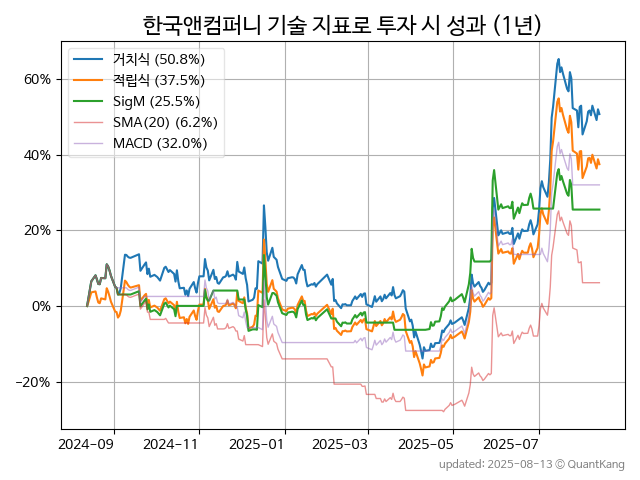 한국앤컴퍼니 기술 지표로 투자 시 성과 (1년)
거치식 (50.8%)
적립식 (37.5%)
SigM (25.5%)
SMA(20) (6.2%)
MACD (32.0%)
60%
40%
20%
0%
−20%
2024-09 2024-11 2025-01 2025-03 2025-05 2025-07
updated: 2025-08-13 ⓒ QuantKang